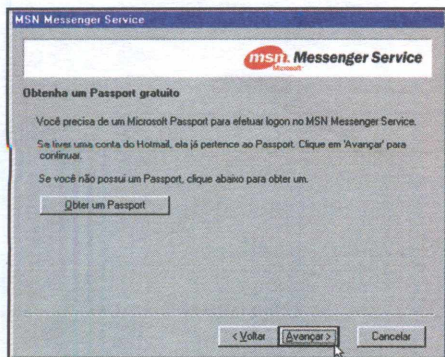 MSN Messenger Service
msn. Messenger Service
Microsoft
Obtenha um Passport gratuito
Você precisa de um Microsoft Passport para efetuar logon no MSN Messenger Service.
Se tiver uma conta do Hotmail, ela já pertence ao Passport. Clique em 'Avançar' para
continuar.
Se você não possui um Passport, clique abaixo para obter um.
Obter um Passport
< Voltar
Avançar >
Cancelar